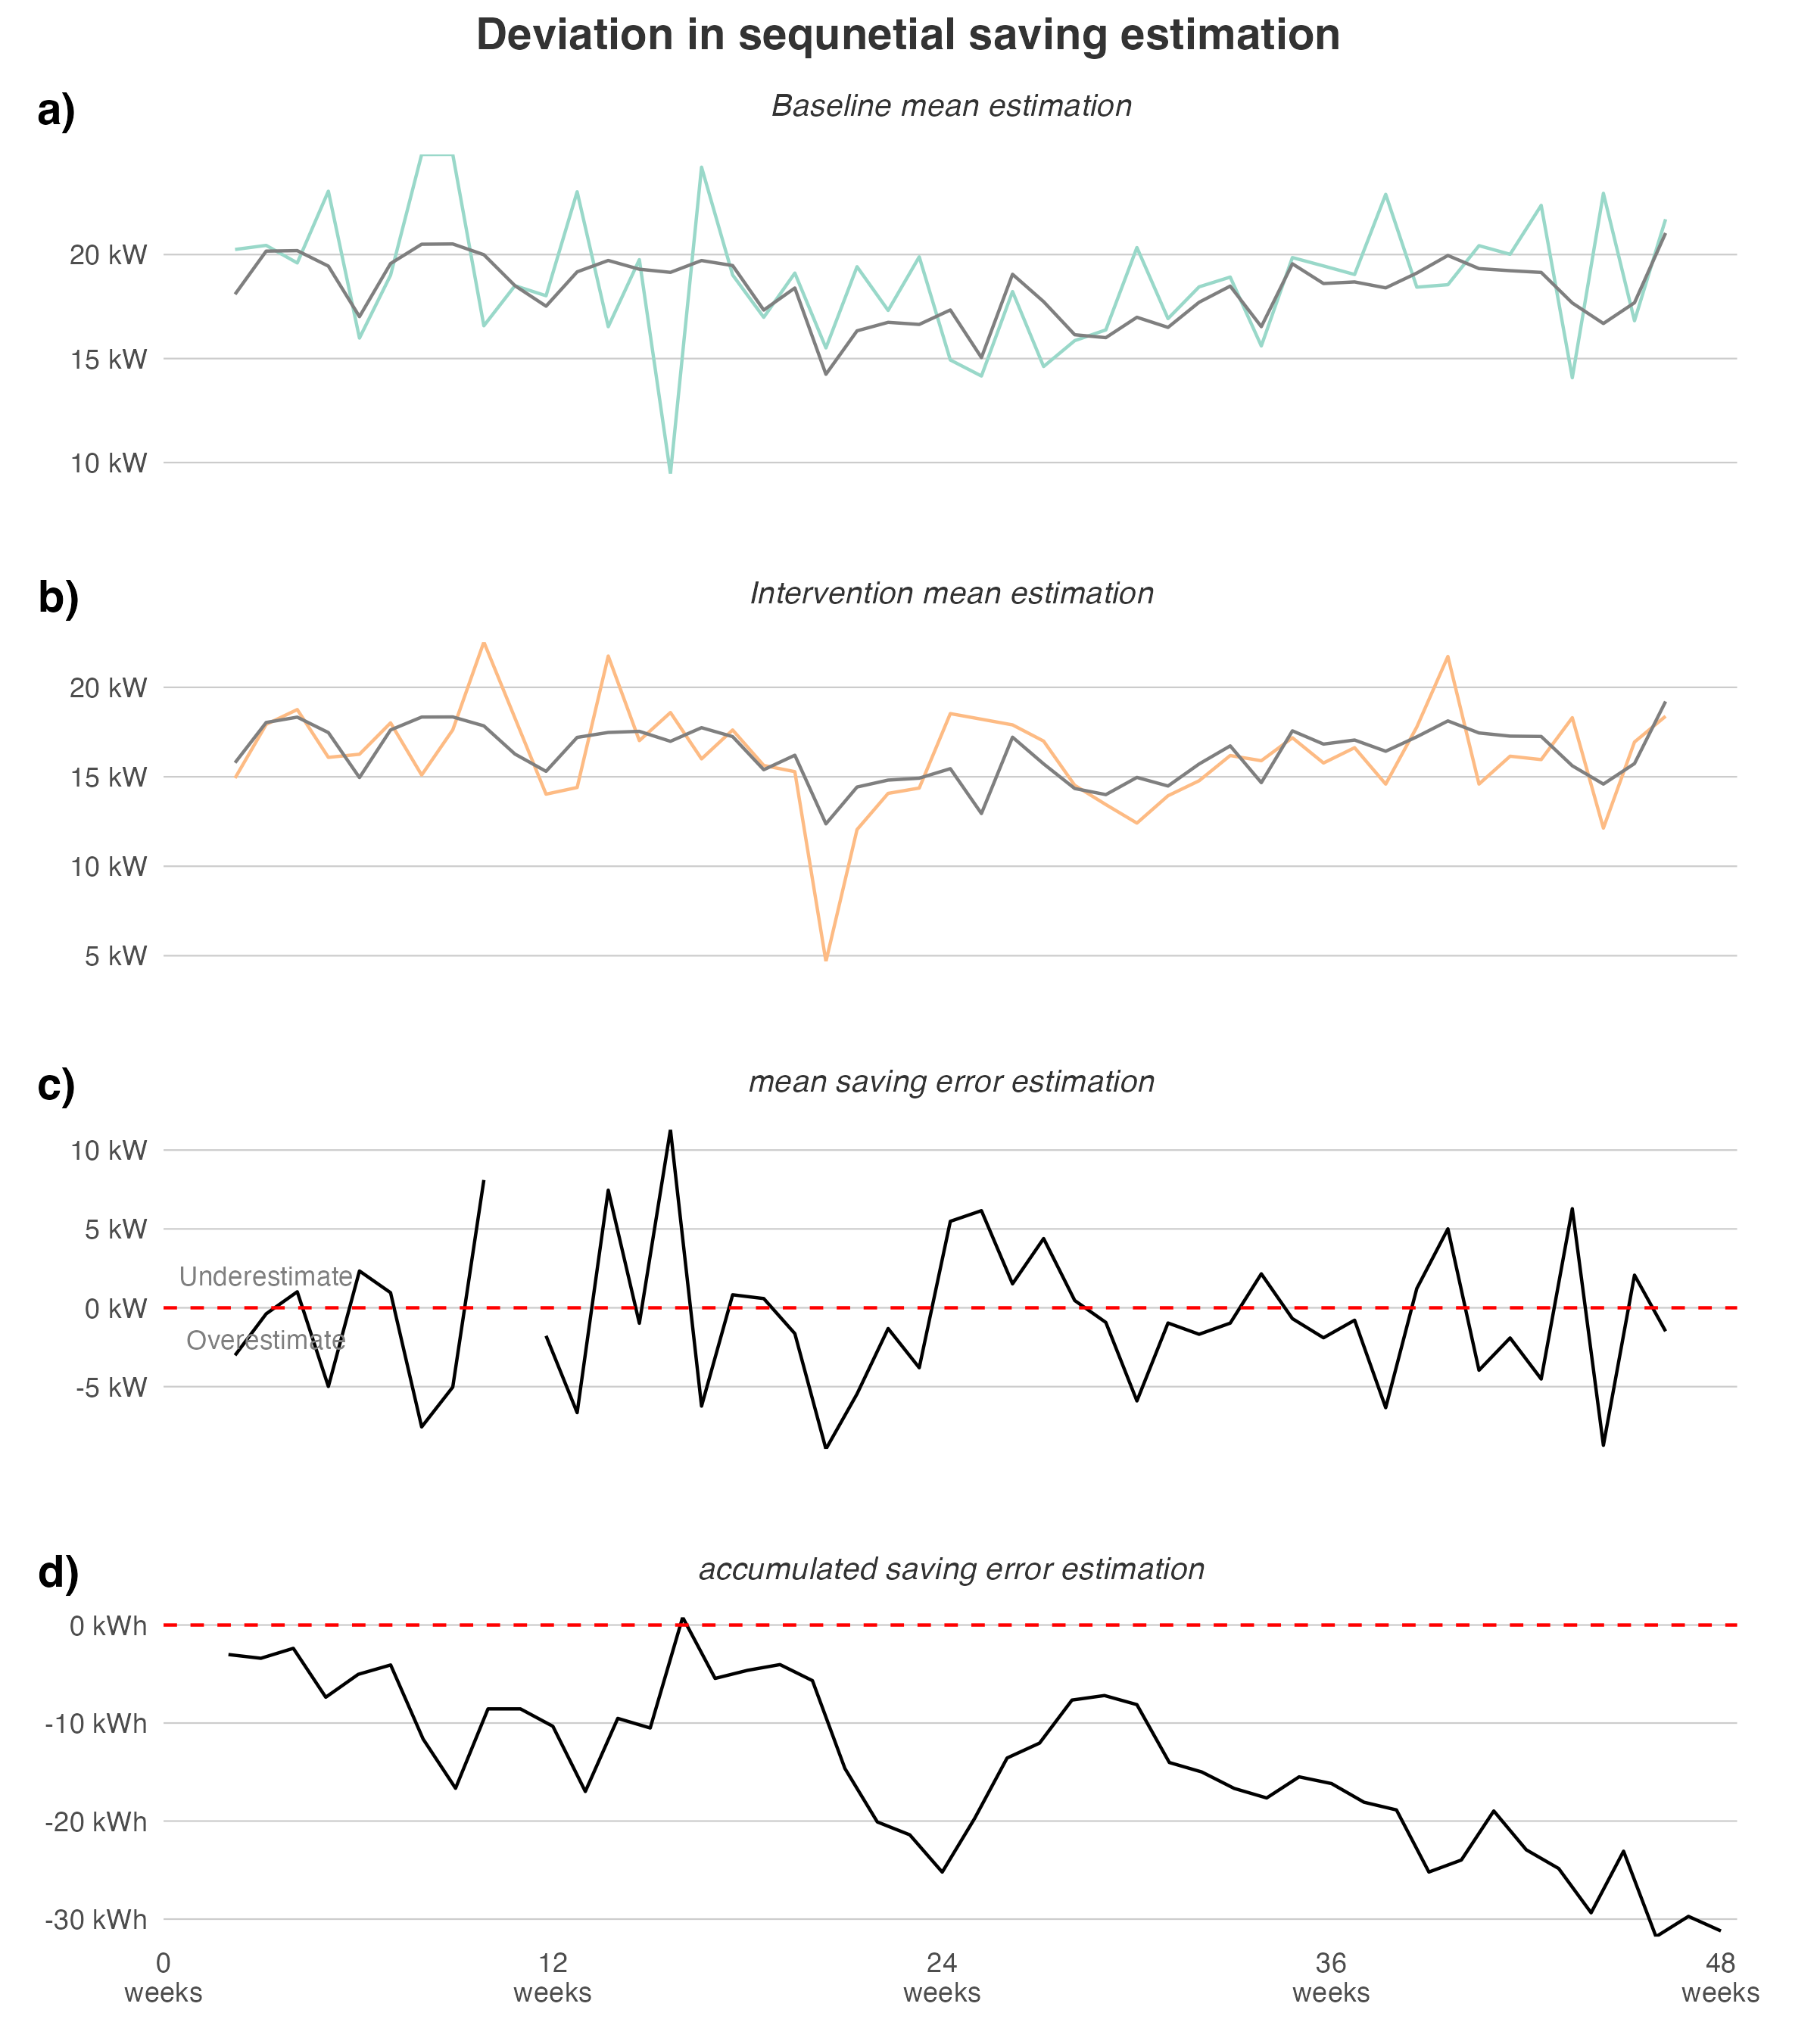 Deviation in sequnetial saving estimation
a)
Baseline mean estimation
20 kW
15 kW
10 kW
b)
Intervention mean estimation
20 kW
15 kW
10 kW
5 kW
c)
mean saving error estimation
10 kW
5 kW
Underestimate
0 kW
Overestimate
-5 kW
d)
accumulated saving error estimation
0 kWh
-10 kWh
-20 kWh
-30 kWh
0 12 24 36 48
weeks weeks weeks weeks weeks